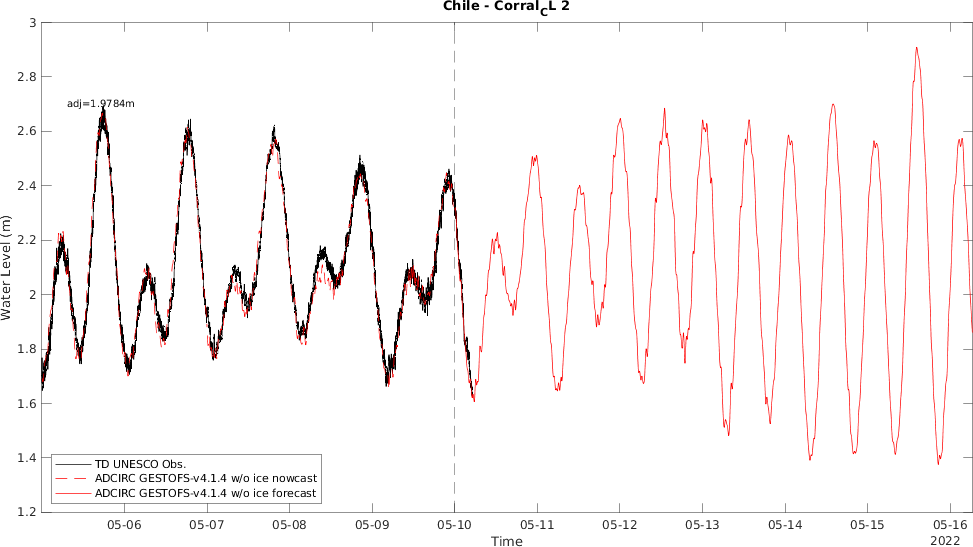 Chile - Corral_CL 2
3
2.8
adj=1.9784m
2.6
2.4
2.2
Water Level (m)
2
1.8
1.6
1.4
1.2
TD UNESCO Obs.
ADCIRC GESTOFS-v4.1.4 w/o ice nowcast
ADCIRC GESTOFS-v4.1.4 w/o ice forecast
05-06 05-07 05-08 05-09 05-10 05-11 05-12 05-13 05-14 05-15 05-16
Time
2022